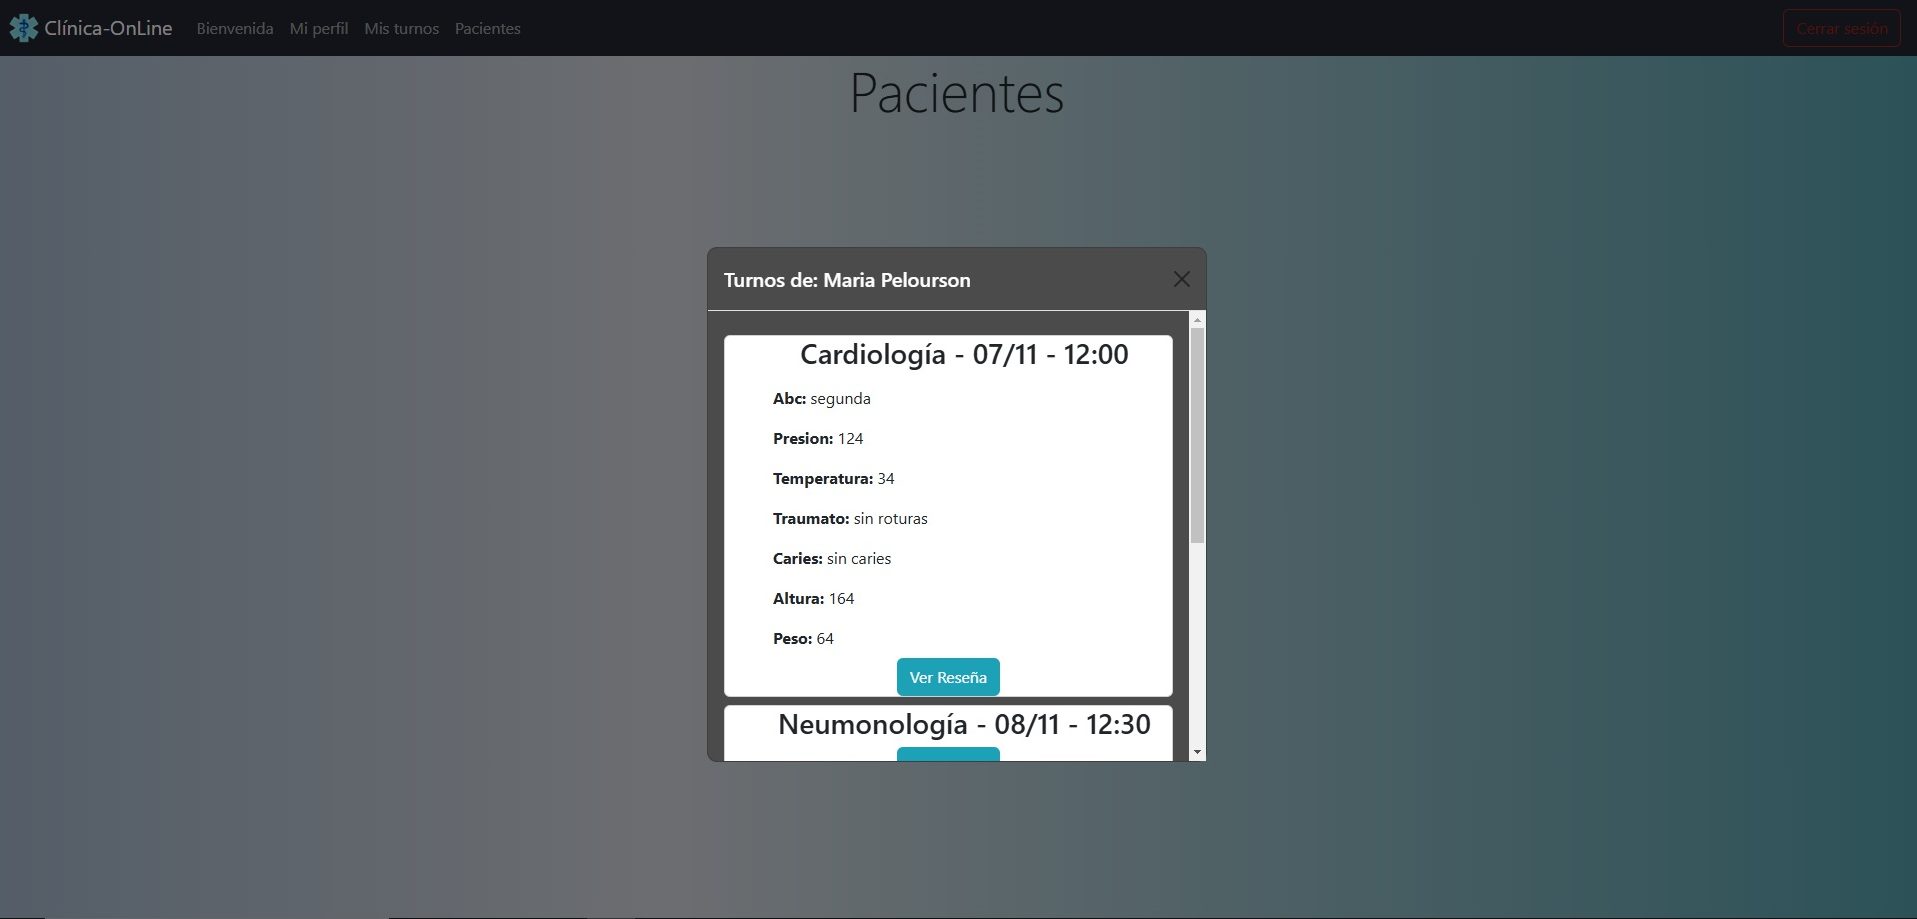 Clínica-OnLine Bienvenida Mi perfil Mis turnos Pacientes Cerrar sesión
Pacientes
Turnos de: Maria Pelourson
Cardiología - 07/11 - 12:00
Abc: segunda
Presion: 124
Temperatura: 34
Traumato: sin roturas
Caries: sin caries
Altura: 164
Peso: 64
Ver Reseña
Neumonología - 08/11 - 12:30